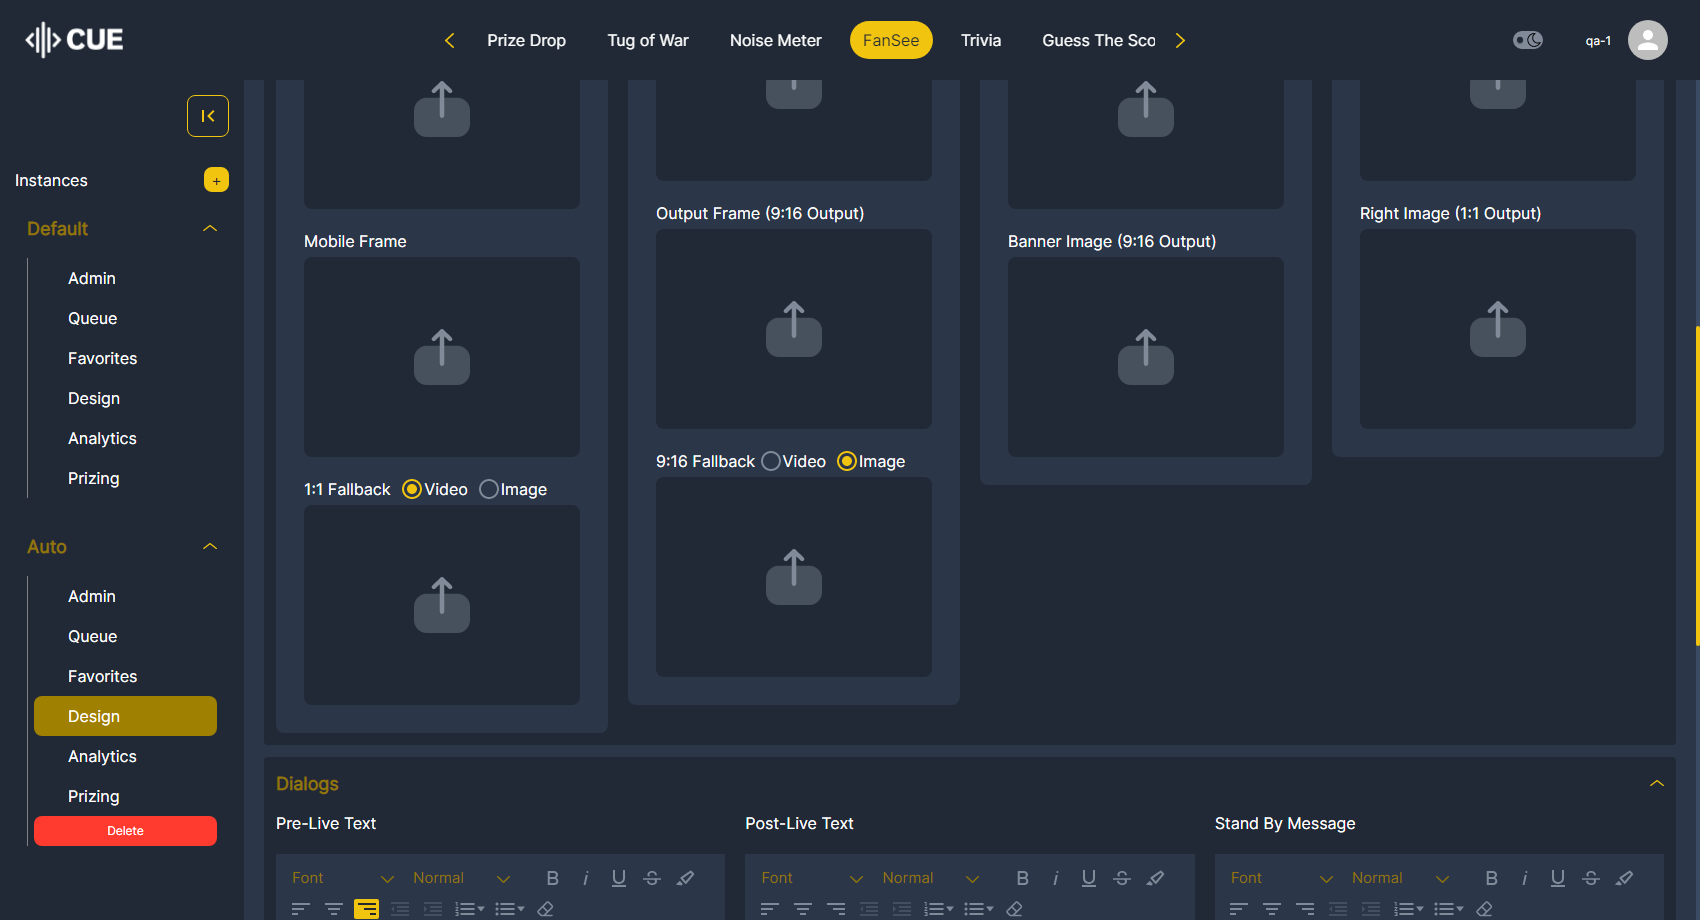 CUE
Prize Drop
Tug of War
Noise Meter
FanSee
Trivia
Guess The Sco
qa-1
Instances
+
Default
Admin
Queue
Favorites
Design
Analytics
Prizing
Auto
Admin
Queue
Favorites
Design
Analytics
Prizing
Delete
Mobile Frame
1:1 Fallback Video Image
Output Frame (9:16 Output)
9:16 Fallback Video Image
Banner Image (9:16 Output)
Right Image (1:1 Output)
Dialogs
Pre-Live Text
Font Normal B i U S
Post-Live Text
Font Normal B i U S
Stand By Message
Font Normal B i U S